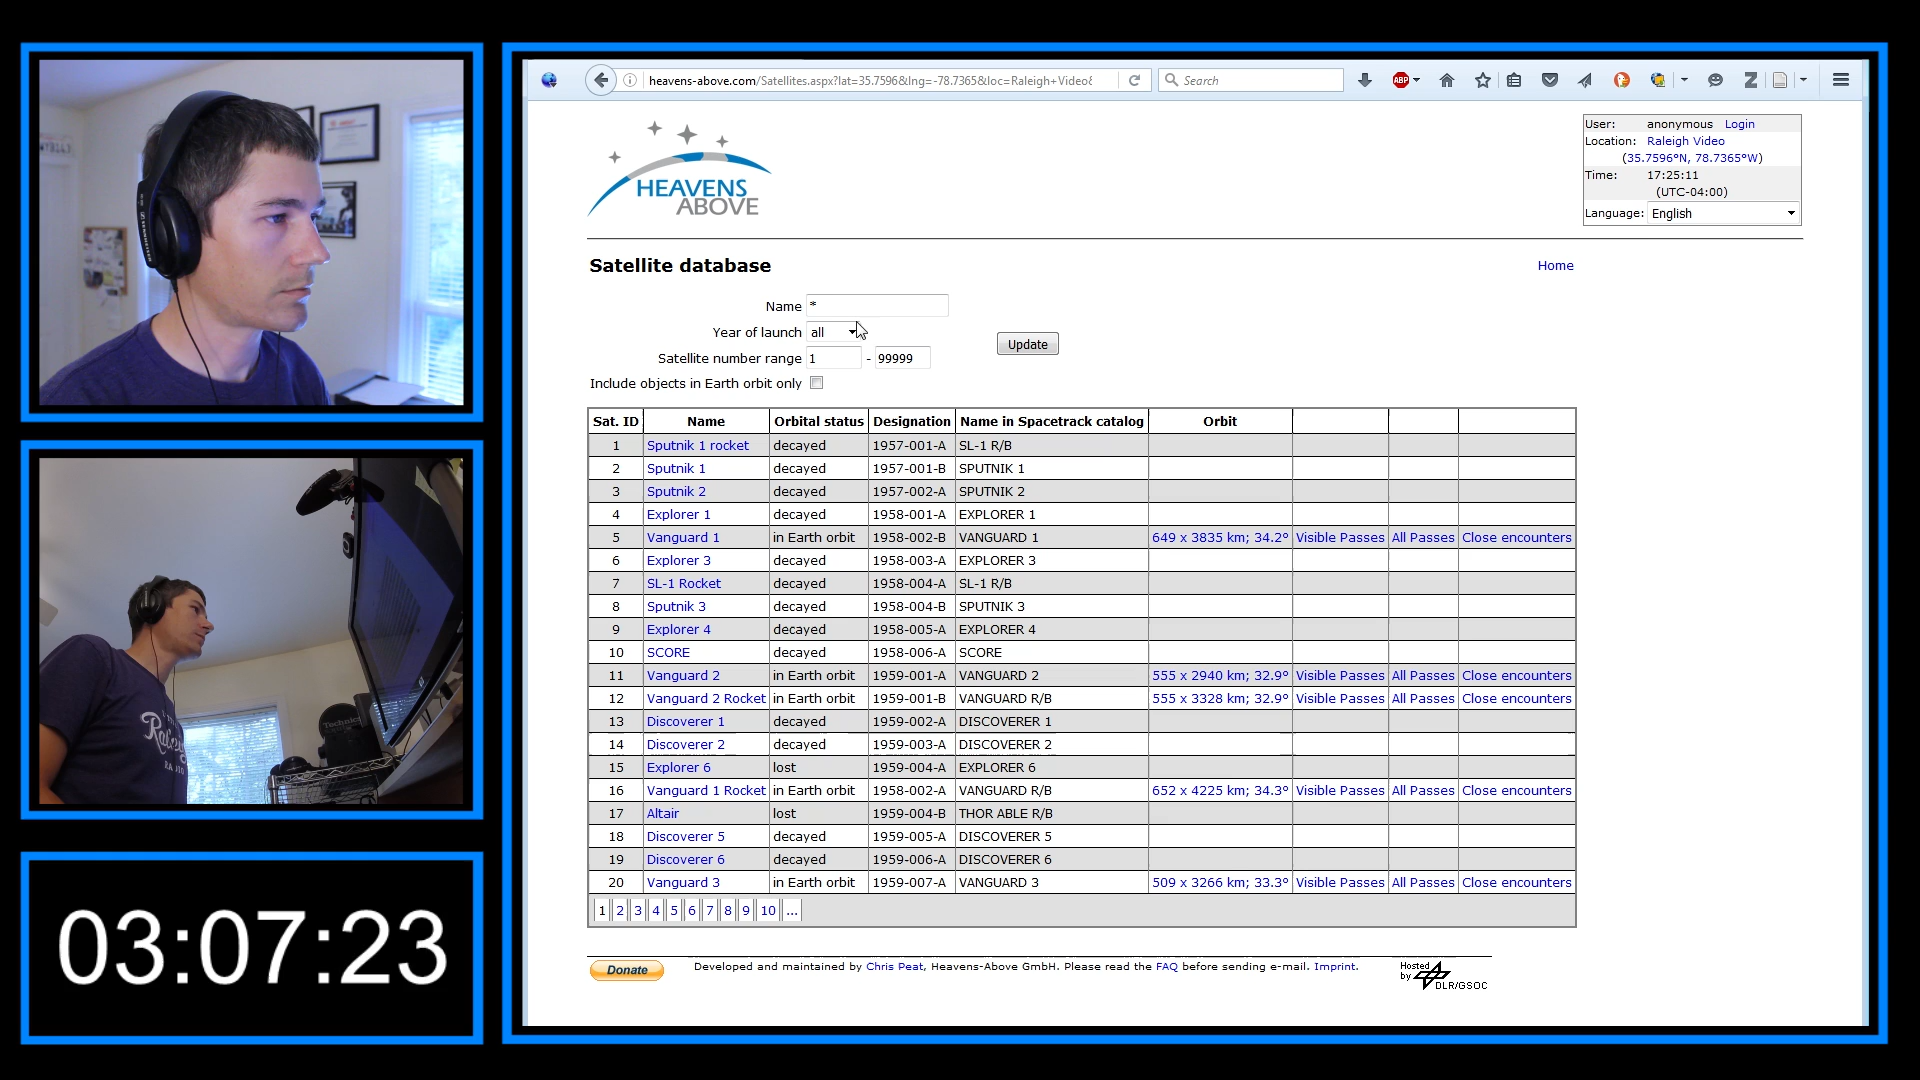 heavens-above.com/Satellites.aspx?lat=35.7596&lng=-78.7365&loc=Raleigh+Video&
Search
ABP
HEAVENS
ABOVE
User: anonymous Login
Location: Raleigh Video
(35.7596°N, 78.7365°W)
Time: 17:25:11
(UTC-04:00)
Language: English
Satellite database
Home
Name *
Year of launch all
Update
Satellite number range 1 - 99999
Include objects in Earth orbit only
Sat. ID Name Orbital status Designation Name in Spacetrack catalog Orbit
1 Sputnik 1 rocket decayed 1957-001-A SL-1 R/B
2 Sputnik 1 decayed 1957-001-B SPUTNIK 1
3 Sputnik 2 decayed 1957-002-A SPUTNIK 2
4 Explorer 1 decayed 1958-001-A EXPLORER 1
5 Vanguard 1 in Earth orbit 1958-002-B VANGUARD 1 649 x 3835 km; 34.2° Visible Passes All Passes Close encounters
6 Explorer 3 decayed 1958-003-A EXPLORER 3
7 SL-1 Rocket decayed 1958-004-A SL-1 R/B
8 Sputnik 3 decayed 1958-004-B SPUTNIK 3
9 Explorer 4 decayed 1958-005-A EXPLORER 4
10 SCORE decayed 1958-006-A SCORE
11 Vanguard 2 in Earth orbit 1959-001-A VANGUARD 2 555 x 2940 km; 32.9° Visible Passes All Passes Close encounters
12 Vanguard 2 Rocket in Earth orbit 1959-001-B VANGUARD R/B 555 x 3328 km; 32.9° Visible Passes All Passes Close encounters
13 Discoverer 1 decayed 1959-002-A DISCOVERER 1
14 Discoverer 2 decayed 1959-003-A DISCOVERER 2
15 Explorer 6 lost 1959-004-A EXPLORER 6
16 Vanguard 1 Rocket in Earth orbit 1958-002-A VANGUARD R/B 652 x 4225 km; 34.3° Visible Passes All Passes Close encounters
17 Altair lost 1959-004-B THOR ABLE R/B
18 Discoverer 5 decayed 1959-005-A DISCOVERER 5
19 Discoverer 6 decayed 1959-006-A DISCOVERER 6
20 Vanguard 3 in Earth orbit 1959-007-A VANGUARD 3 509 x 3266 km; 33.3° Visible Passes All Passes Close encounters
1 2 3 4 5 6 7 8 9 10 ...
Donate
Developed and maintained by Chris Peat, Heavens-Above GmbH. Please read the FAQ before sending e-mail. Imprint.
Hosted
by
DLR/GSOC
03:07:23